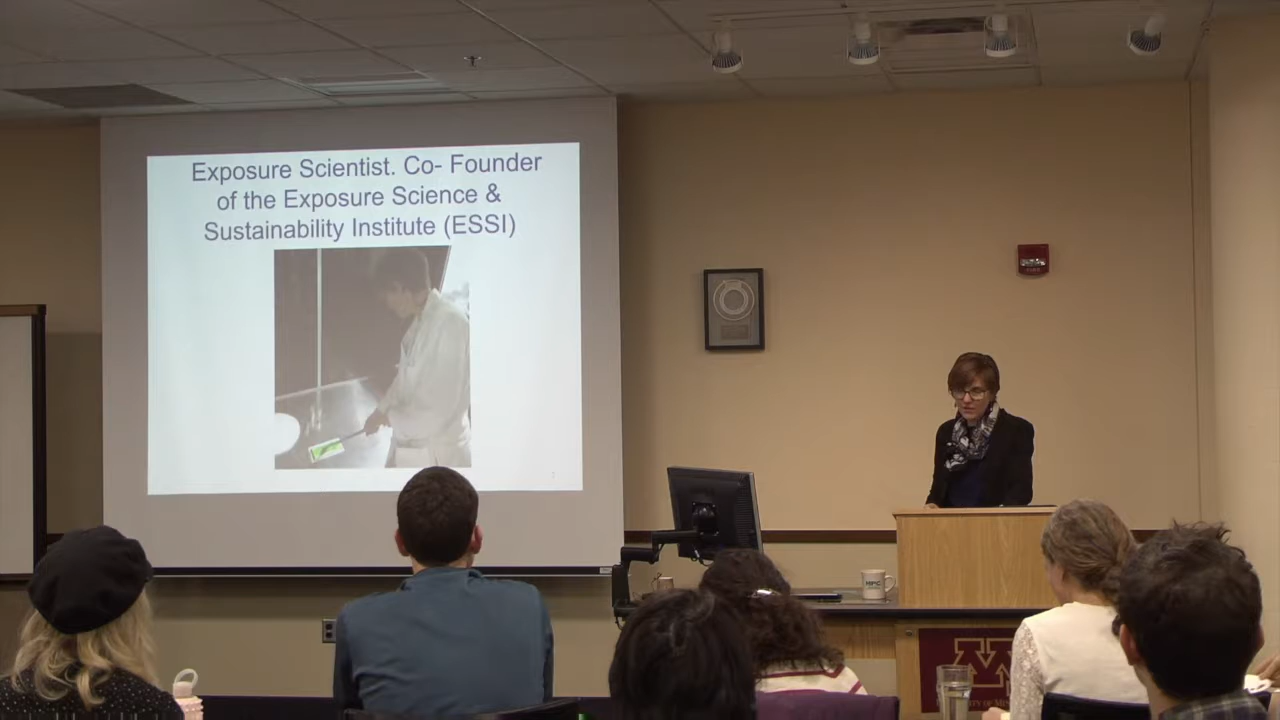 Exposure Scientist. Co- Founder
of the Exposure Science &
Sustainability Institute (ESSI)